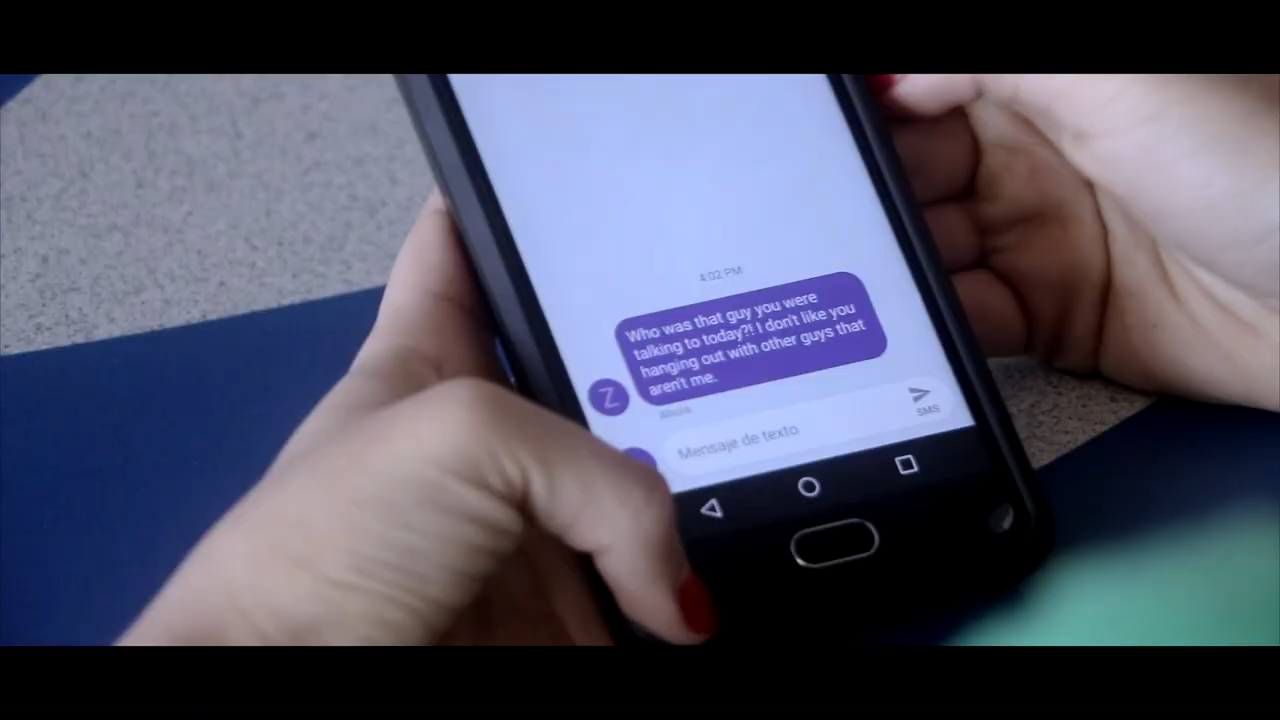 4:02 PM
Who was that guy you were
talking to today?! I don't like you
hanging out with other guys that
aren't me.
Z
Ahora
Mensaje de texto
SMS